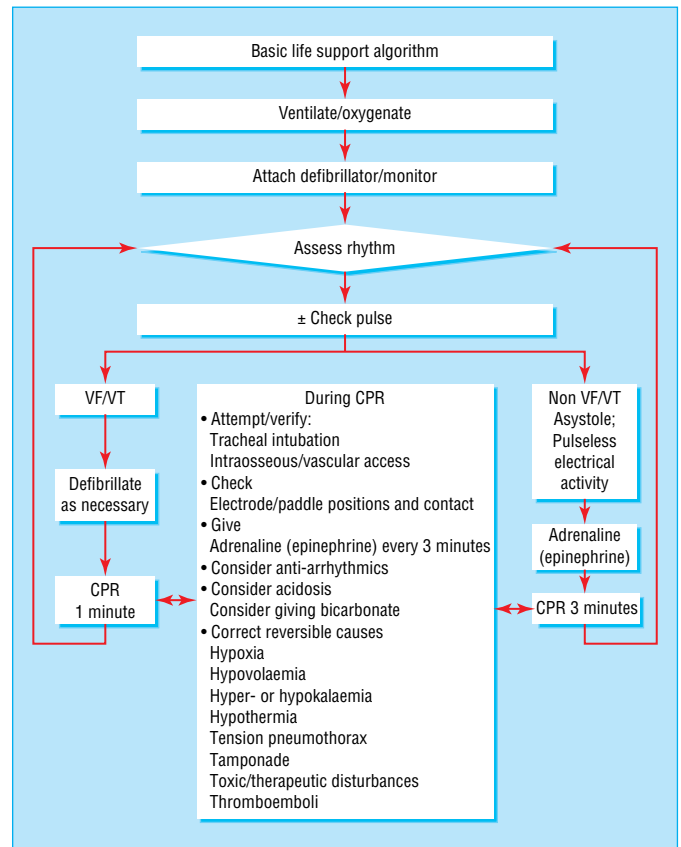 Basic life support algorithm
Ventilate/oxygenate
Attach defibrillator/monitor
Assess rhythm
± Check pulse
VF/VT
Defibrillate
as necessary
CPR
1 minute
During CPR
• Attempt/verify:
Tracheal intubation
Intraosseous/vascular access
• Check
Electrode/paddle positions and contact
• Give
Adrenaline (epinephrine) every 3 minutes
• Consider anti-arrhythmics
• Consider acidosis
Consider giving bicarbonate
• Correct reversible causes
Hypoxia
Hypovolaemia
Hyper- or hypokalaemia
Hypothermia
Tension pneumothorax
Tamponade
Toxic/therapeutic disturbances
Thromboemboli
Non VF/VT
Asystole;
Pulseless
electrical
activity
Adrenaline
(epinephrine)
CPR 3 minutes